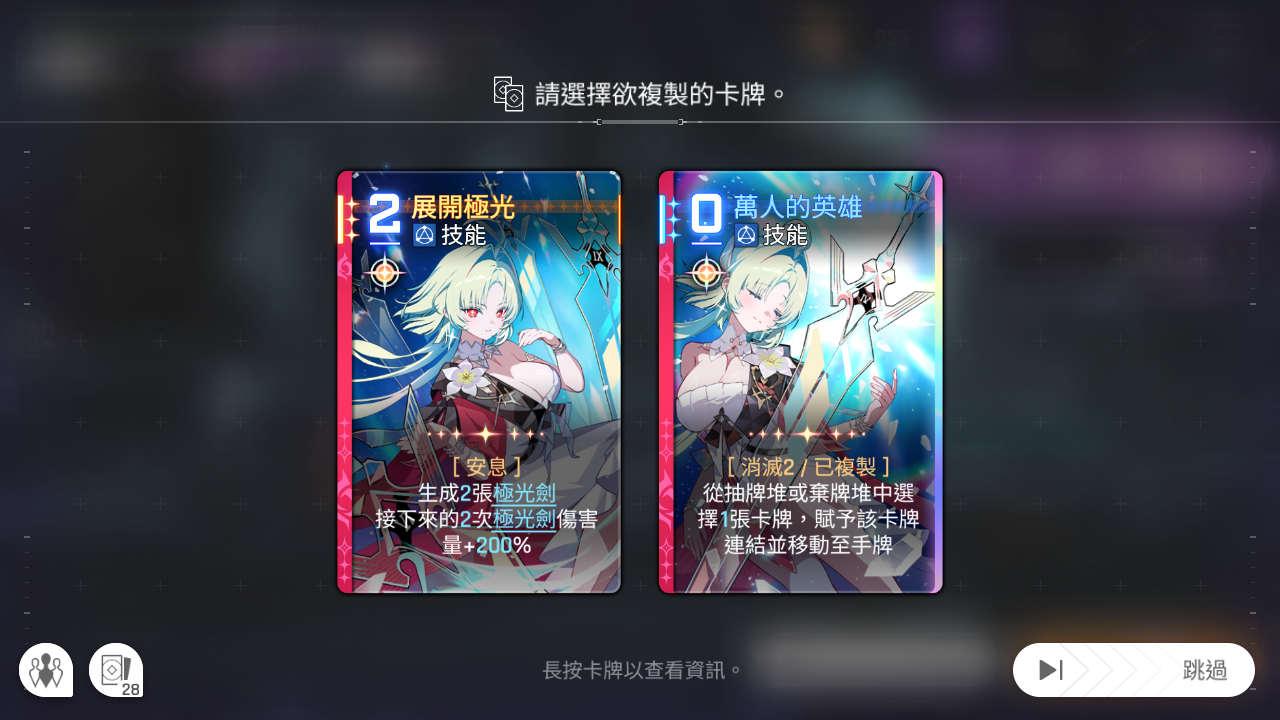 請選擇欲複製的卡牌。
2 展開極光
技能
IX
[ 安息 ]
生成2張極光劍
接下來的2次極光劍傷害
量+200%
0 萬人的英雄
技能
IX
[ 消滅2 / 已複製 ]
從抽牌堆或棄牌堆中選
擇1張卡牌，賦予該卡牌
連結並移動至手牌
28
長按卡牌以查看資訊。
跳過